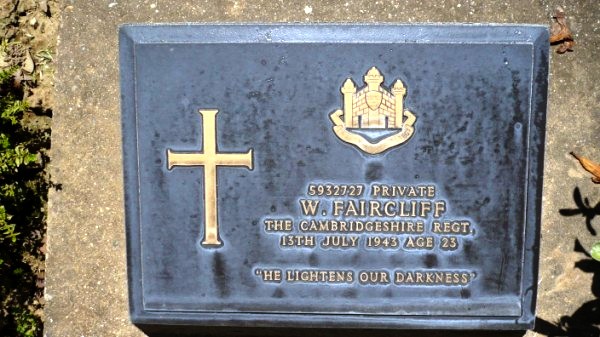 5932727 PRIVATE
W. FAIRCLIFF
THE CAMBRIDGESHIRE REGT,
13TH JULY 1943 AGE 23
"HE LIGHTENS OUR DARKNESS"